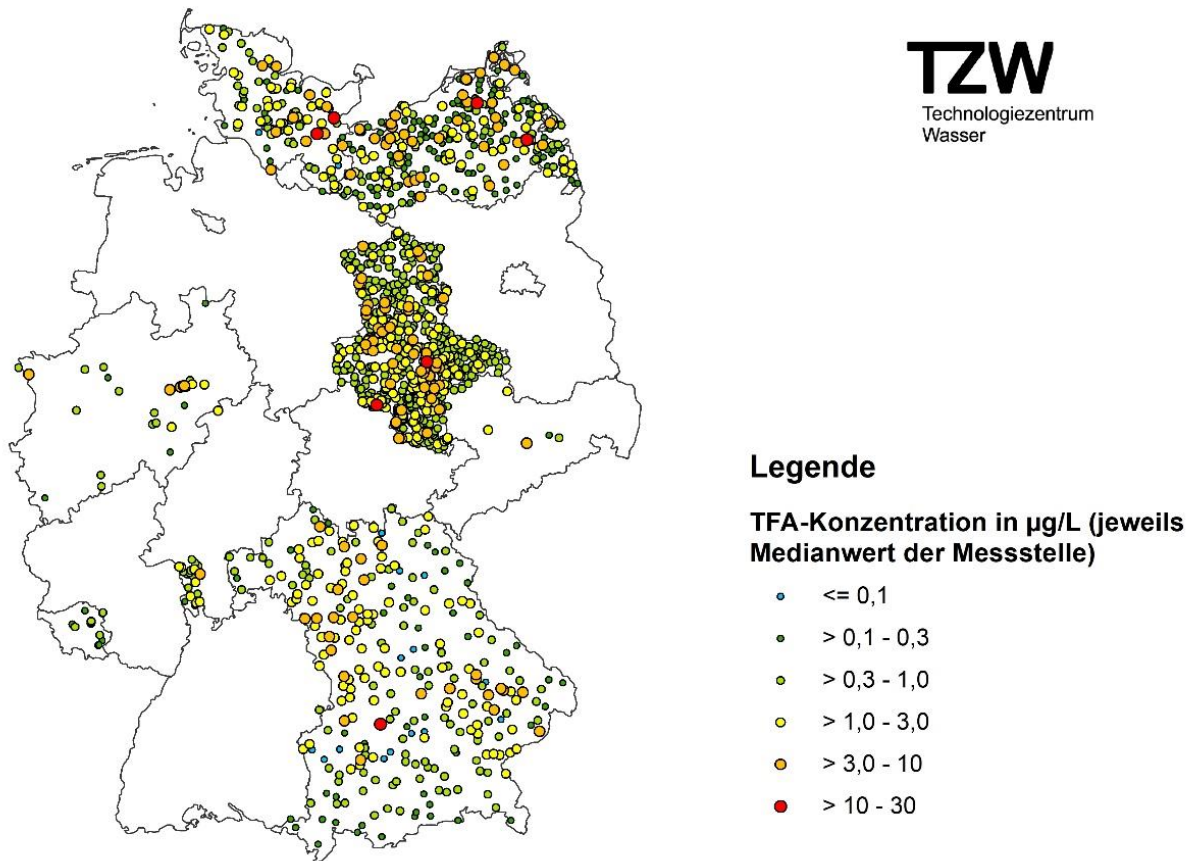 TZW
Technologiezentrum
Wasser
Legende
TFA-Konzentration in µg/L (jeweils
Medianwert der Messstelle)
<= 0,1
> 0,1 - 0,3
> 0,3 - 1,0
> 1,0 - 3,0
> 3,0 - 10
> 10 - 30